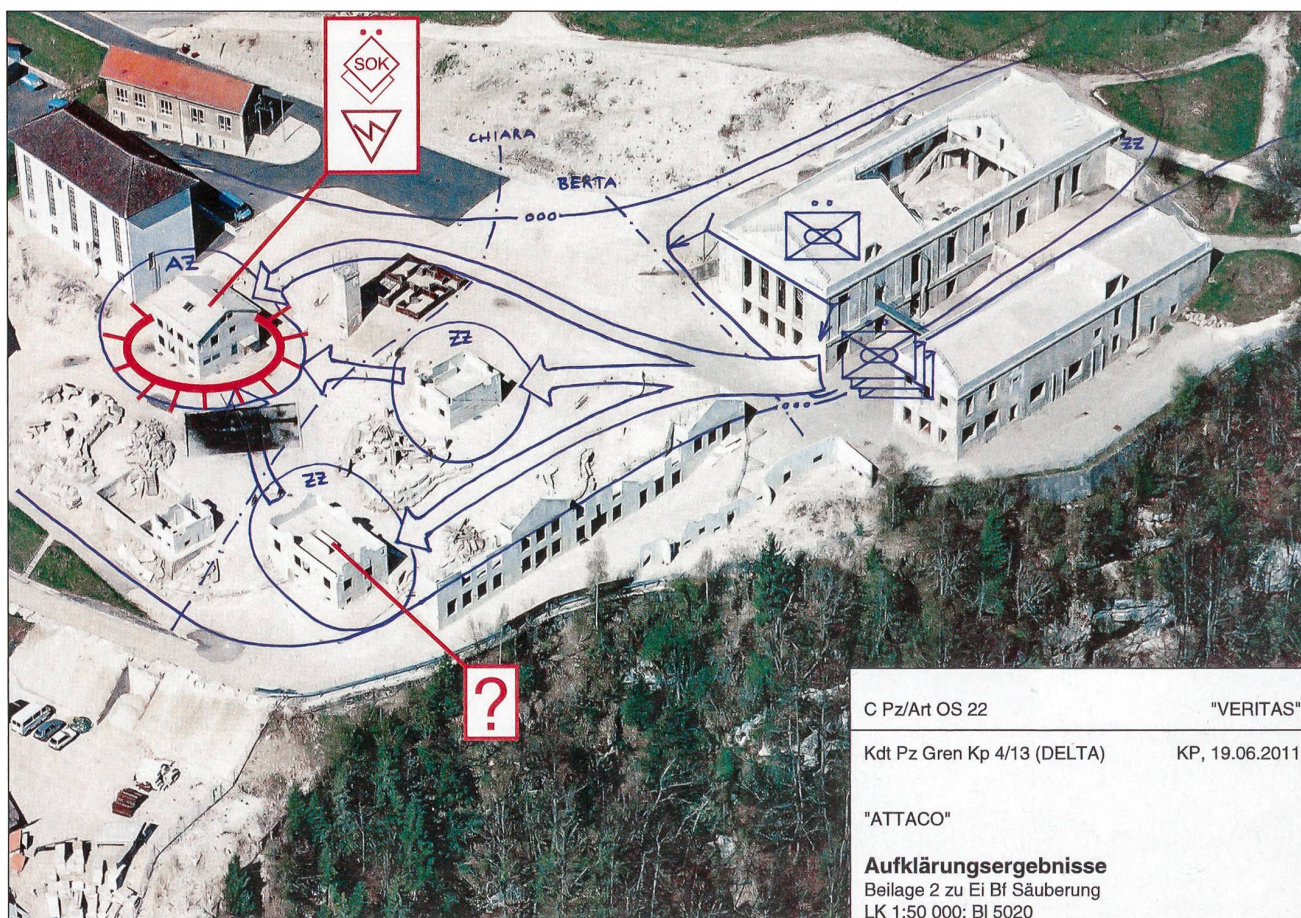 SOK
CHIARA
BERTA
ZZ
AZ
ZZ
ZZ
?
C Pz/Art OS 22 "VERITAS"
Kdt Pz Gren Kp 4/13 (DELTA) KP, 19.06.2011
"ATTACO"
Aufklärungsergebnisse
Beilage 2 zu Ei Bf Säuberung
LK 1:50 000; Bl 5020